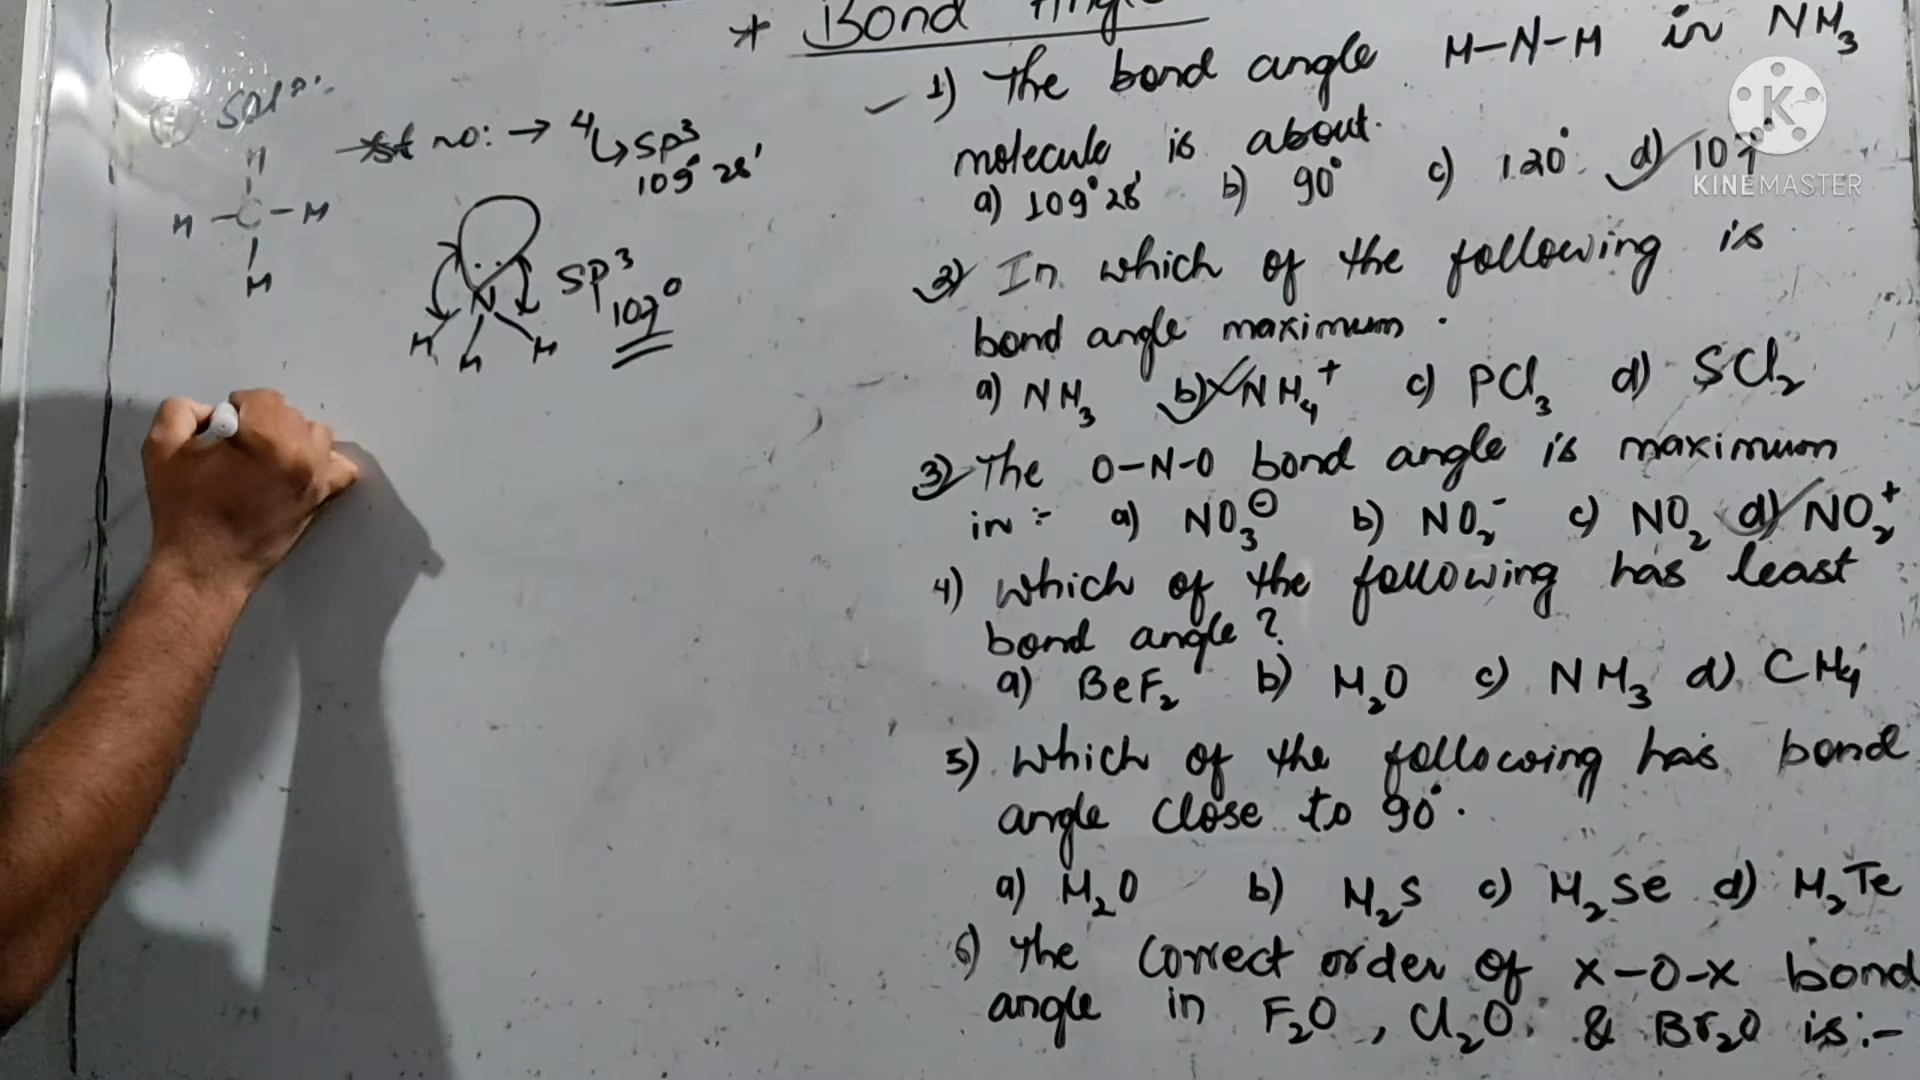 * Bond Angle
1) The bond angle H-N-H in NH3
molecule is about.
a) 109°28' b) 90° c) 120° d) 107°
KINEMASTER
2) In which of the following is
bond angle maximum.
a) NH3 b) NH4+ c) PCl3 d) SCl2
3) The O-N-O bond angle is maximum
in :- a) NO3⊖ b) NO2- c) NO2 d) NO2+
4) which of the following has least
bond angle?
a) BeF2 b) H2O c) NH3 d) CH4
5) which of the following has bond
angle close to 90°.
a) H2O b) H2S c) H2Se d) H2Te
6) The correct order of X-O-X bond
angle in F2O, Cl2O & Br2O is:-
Sol^n:
st no: → 4
↳ SP3
109°28'
H
H-C-H
H
SP3
107°
N
H H H